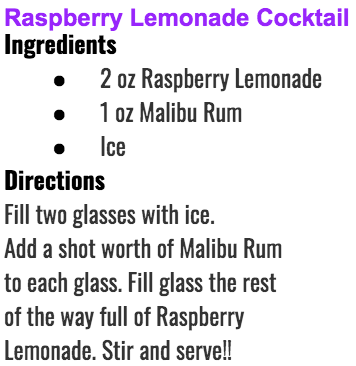 Raspberry Lemonade Cocktail
Ingredients
● 2 oz Raspberry Lemonade
● 1 oz Malibu Rum
● Ice
Directions
Fill two glasses with ice.
Add a shot worth of Malibu Rum
to each glass. Fill glass the rest
of the way full of Raspberry
Lemonade. Stir and serve!!